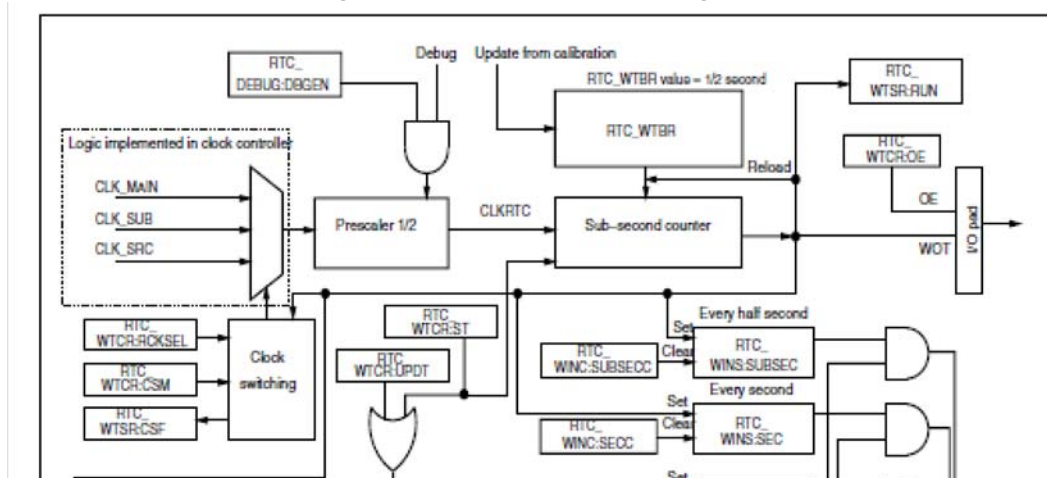 RTC_
DEBUG:DBGEN
Debug
Update from calibration
RTC_WTBR value = 1/2 second
RTC_WTBR
RTC_
WTSR:RUN
RTC_
WTCR:OE
Logic implemented in clock controller
CLK_MAIN
CLK_SUB
CLK_SRC
Prescaler 1/2
CLKRTC
Reload
Sub-second counter
OE
WOT
I/O pad
RTC_
WTCR:RCKSEL
RTC_
WTCR:CSM
RTC_
WTSR:CSF
Clock
switching
RTC_
WTCR:ST
RTC_
WTCR:UPDT
Every half second
Set
Clear
RTC_
WINC:SUBSECC
RTC_
WINS:SUBSEC
Every second
Set
Clear
RTC_
WINC:SECC
RTC_
WINS:SEC
Set